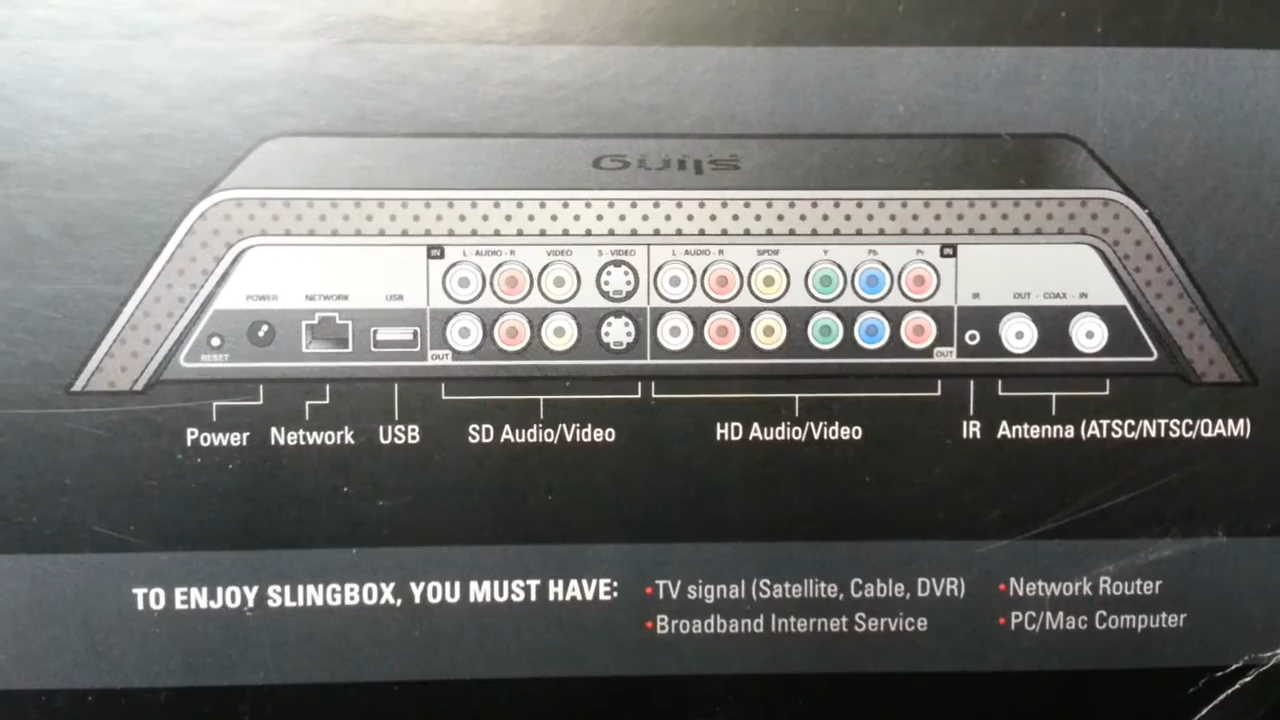 sling
IN L - AUDIO - R VIDEO S - VIDEO L - AUDIO - R SPDIF Y Pb Pr IN
POWER NETWORK USB IR OUT - COAX - IN
RESET OUT OUT
Power Network USB SD Audio/Video HD Audio/Video IR Antenna (ATSC/NTSC/QAM)
TO ENJOY SLINGBOX, YOU MUST HAVE: •TV signal (Satellite, Cable, DVR) •Network Router
•Broadband Internet Service •PC/Mac Computer